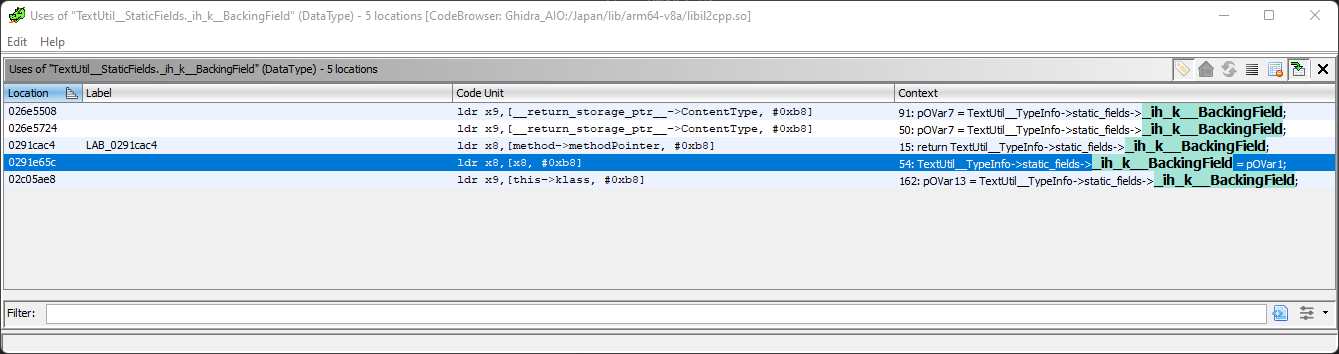 Uses of "TextUtil__StaticFields._ih_k__BackingField" (DataType) - 5 locations [CodeBrowser: Ghidra_AIO:/Japan/lib/arm64-v8a/libil2cpp.so]
Edit Help
Uses of "TextUtil__StaticFields._ih_k__BackingField" (DataType) - 5 locations
Location Label Code Unit Context
026e5508 ldr x9,[__return_storage_ptr__->ContentType, #0xb8] 91: pOVar7 = TextUtil__TypeInfo->static_fields->_ih_k__BackingField;
026e5724 ldr x9,[__return_storage_ptr__->ContentType, #0xb8] 50: pOVar7 = TextUtil__TypeInfo->static_fields->_ih_k__BackingField;
0291cac4 LAB_0291cac4 ldr x8,[method->methodPointer, #0xb8] 15: return TextUtil__TypeInfo->static_fields->_ih_k__BackingField;
0291e65c ldr x8,[x8, #0xb8] 54: TextUtil__TypeInfo->static_fields->_ih_k__BackingField = pOVar1;
02c05ae8 ldr x9,[this->klass, #0xb8] 162: pOVar13 = TextUtil__TypeInfo->static_fields->_ih_k__BackingField;
Filter: